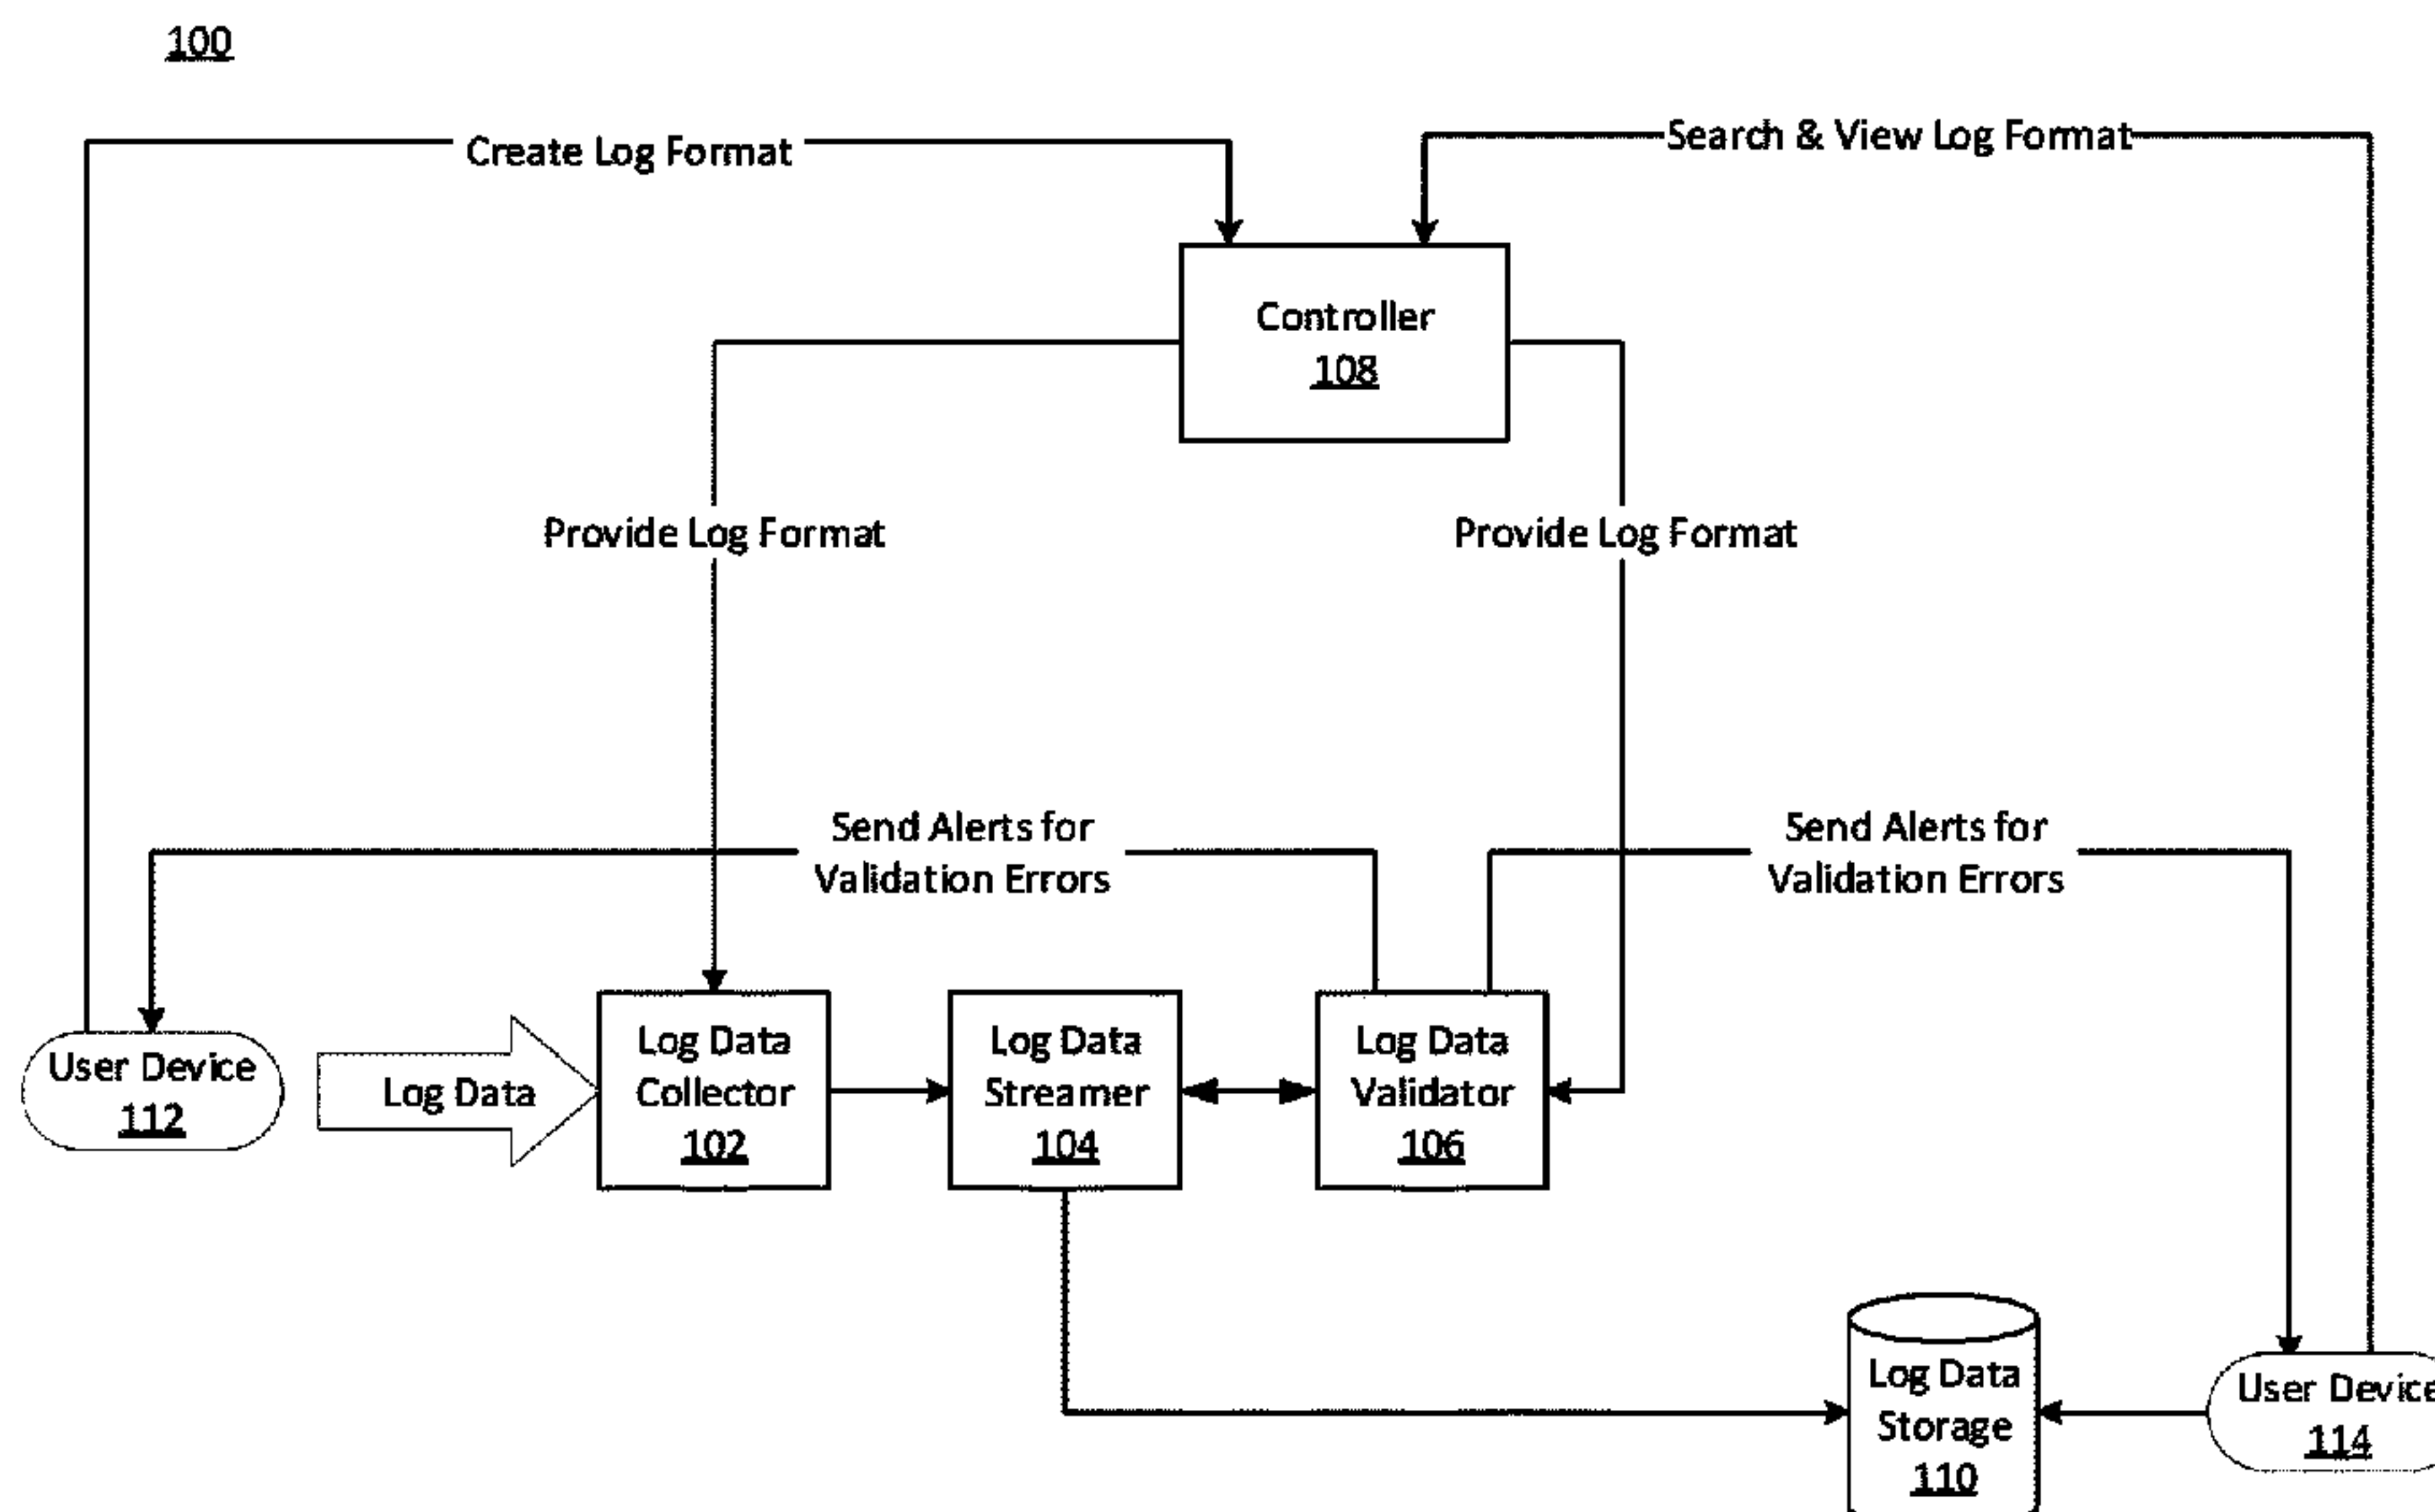 100
Create Log Format
Search & View Log Format
Controller
108
Provide Log Format
Provide Log Format
Send Alerts for
Validation Errors
Send Alerts for
Validation Errors
User Device
112
Log Data
Log Data
Collector
102
Log Data
Streamer
104
Log Data
Validator
106
Log Data
Storage
110
User Device
114